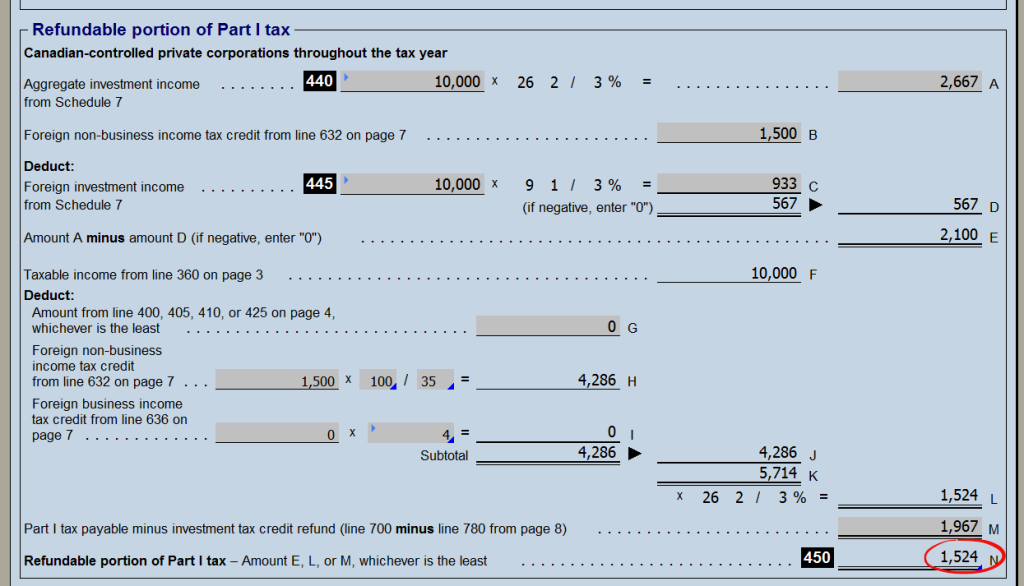 Refundable portion of Part I tax
Canadian-controlled private corporations throughout the tax year
Aggregate investment income ........ 440 10,000 x 26 2 / 3 % = ................ 2,667 A
from Schedule 7
Foreign non-business income tax credit from line 632 on page 7 ....................... 1,500 B
Deduct:
Foreign investment income .......... 445 10,000 x 9 1 / 3 % = 933 C
from Schedule 7
(if negative, enter "0") 567 ► 567 D
Amount A minus amount D (if negative, enter "0") ................................................ 2,100 E
Taxable income from line 360 on page 3 ..................................... 10,000 F
Deduct:
Amount from line 400, 405, 410, or 425 on page 4,
whichever is the least ............................. 0 G
Foreign non-business
income tax credit
from line 632 on page 7 ... 1,500 x 100 / 35 = 4,286 H
Foreign business income
tax credit from line 636 on
page 7 ............. 0 x 4 = 0 I
Subtotal 4,286 ► 4,286 J
5,714 K
x 26 2 / 3 % = 1,524 L
Part I tax payable minus investment tax credit refund (line 700 minus line 780 from page 8) ........................ 1,967 M
Refundable portion of Part I tax – Amount E, L, or M, whichever is the least ............................ 450 1,524 N